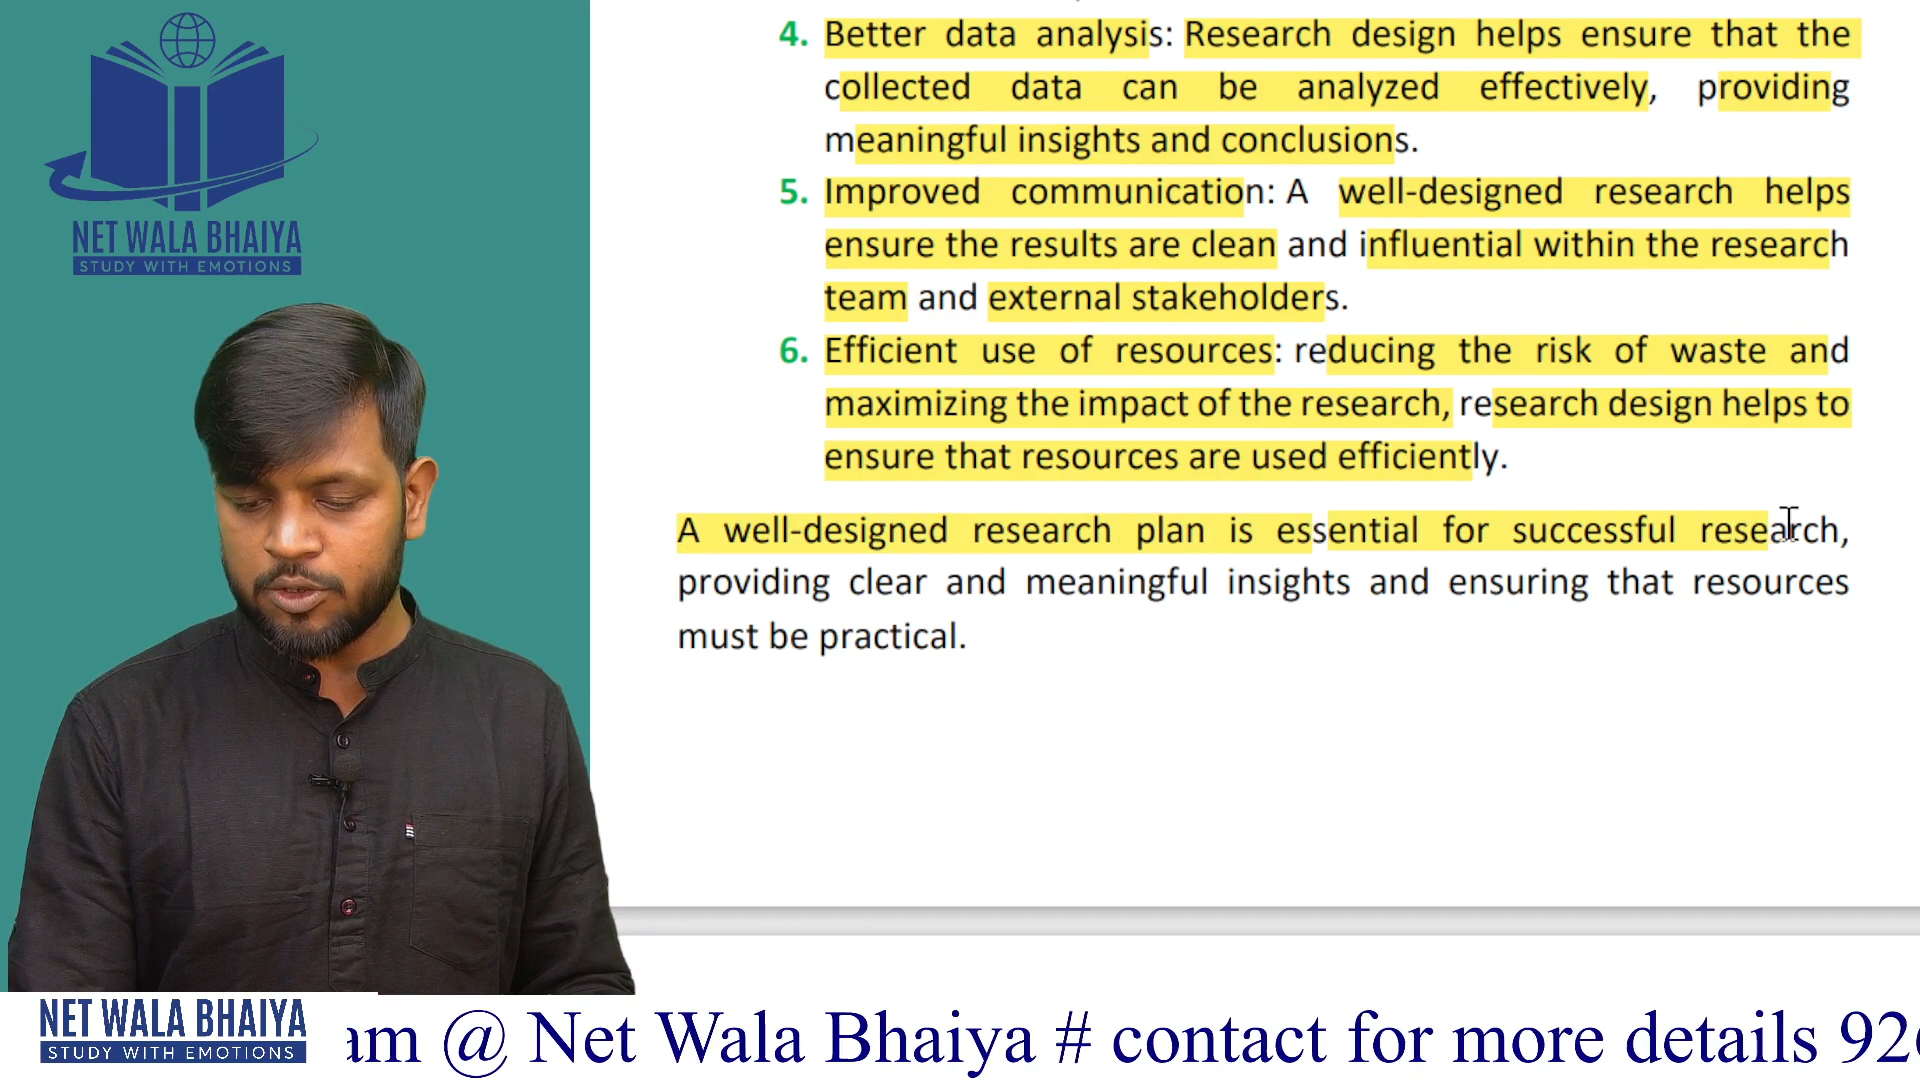 NET WALA BHAIYA
STUDY WITH EMOTIONS
4. Better data analysis: Research design helps ensure that the
collected data can be analyzed effectively, providing
meaningful insights and conclusions.
5. Improved communication: A well-designed research helps
ensure the results are clean and influential within the research
team and external stakeholders.
6. Efficient use of resources: reducing the risk of waste and
maximizing the impact of the research, research design helps to
ensure that resources are used efficiently.
A well-designed research plan is essential for successful research,
providing clear and meaningful insights and ensuring that resources
must be practical.
NET WALA BHAIYA
STUDY WITH EMOTIONS
am @ Net Wala Bhaiya # contact for more details 92